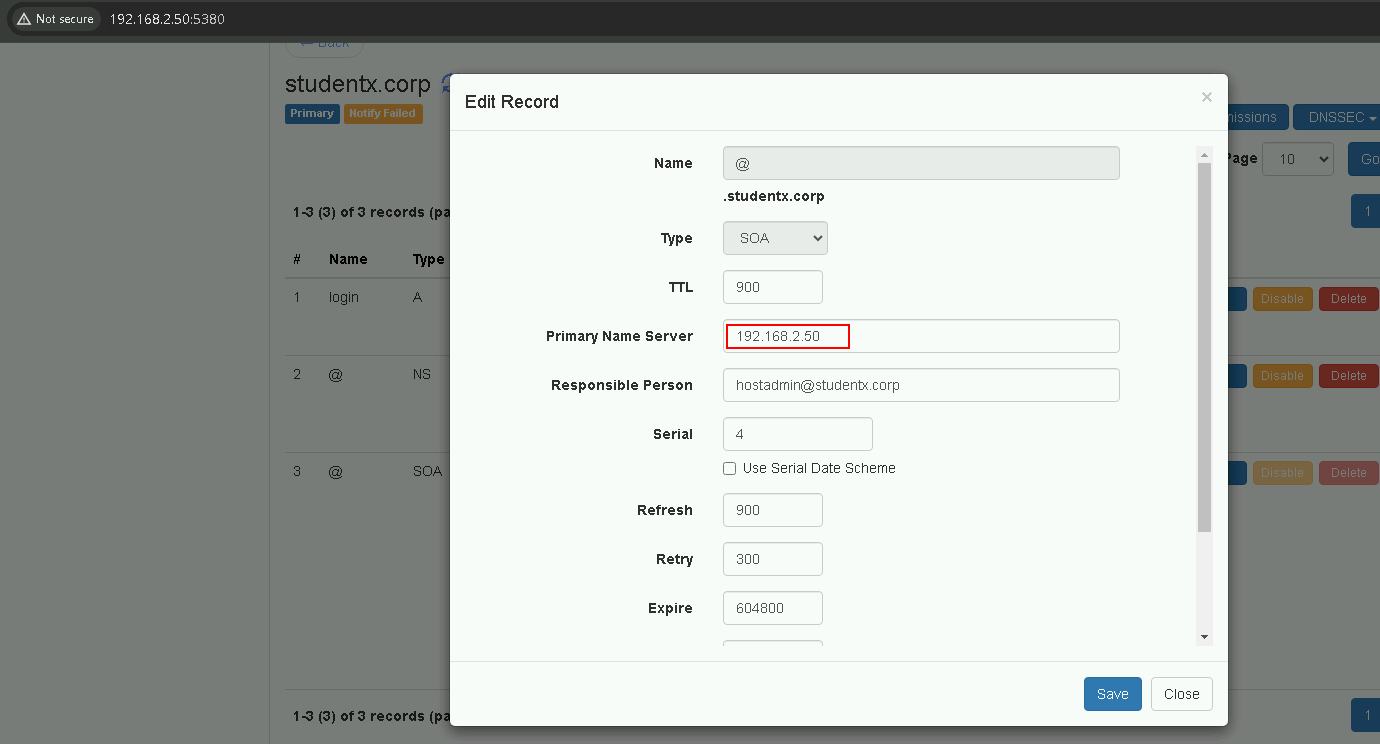 Not secure 192.168.2.50:5380
← Back
studentx.corp
Primary Notify Failed
DNSSEC
Page 10 Go
1-3 (3) of 3 records (pa
1
# Name Type
1 login A Disable Delete
2 @ NS Disable Delete
3 @ SOA Disable Delete
1-3 (3) of 3 records (pa
1
Edit Record ×
Name @
.studentx.corp
Type SOA
TTL 900
Primary Name Server 192.168.2.50
Responsible Person hostadmin@studentx.corp
Serial 4
Use Serial Date Scheme
Refresh 900
Retry 300
Expire 604800
Save Close